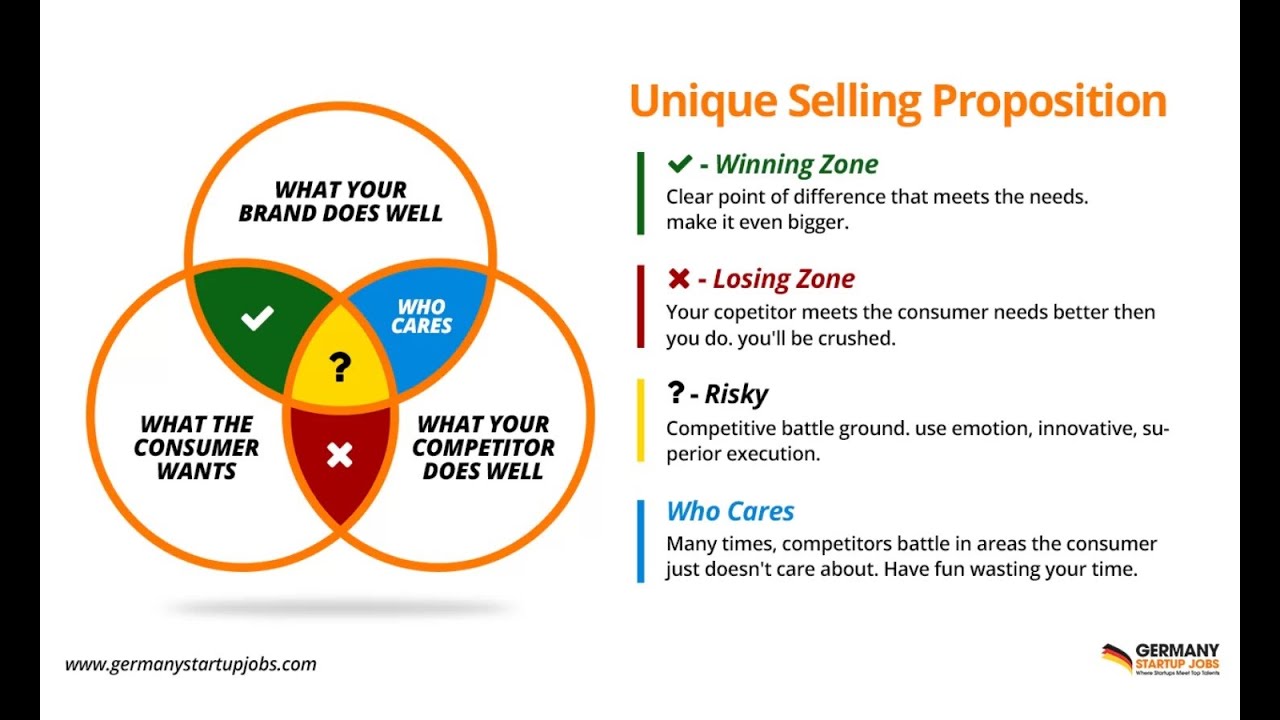 Unique Selling Proposition
WHAT YOUR
BRAND DOES WELL
WHO
CARES
?
WHAT THE
CONSUMER
WANTS
WHAT YOUR
COMPETITOR
DOES WELL
✔ - Winning Zone
Clear point of difference that meets the needs.
make it even bigger.
✖ - Losing Zone
Your copetitor meets the consumer needs better then
you do. you'll be crushed.
? - Risky
Competitive battle ground. use emotion, innovative, su-
perior execution.
Who Cares
Many times, competitors battle in areas the consumer
just doesn't care about. Have fun wasting your time.
www.germanystartupjobs.com
GERMANY
STARTUP JOBS
Where Startups Meet Top Talents